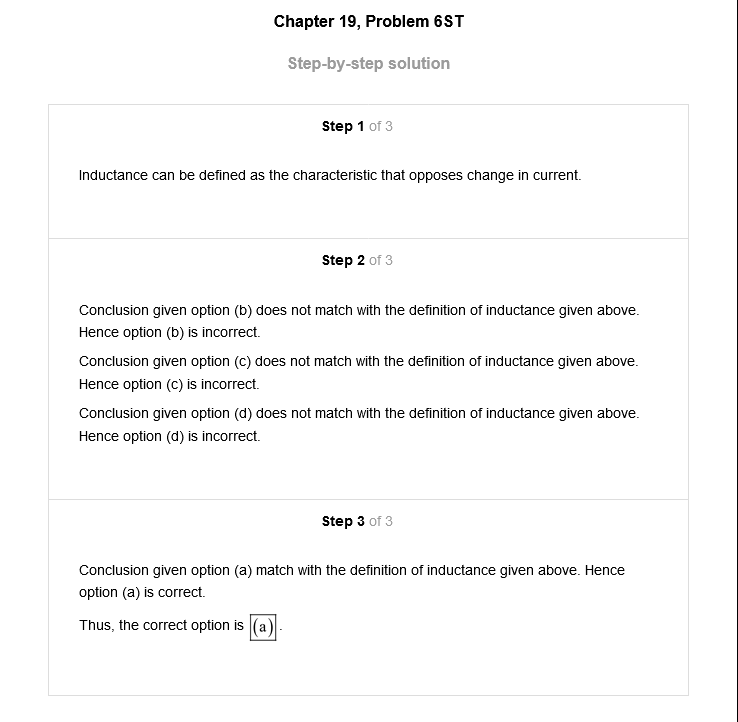 Chapter 19, Problem 6ST
Step-by-step solution
Step 1 of 3
Inductance can be defined as the characteristic that opposes change in current.
Step 2 of 3
Conclusion given option (b) does not match with the definition of inductance given above.
Hence option (b) is incorrect.
Conclusion given option (c) does not match with the definition of inductance given above.
Hence option (c) is incorrect.
Conclusion given option (d) does not match with the definition of inductance given above.
Hence option (d) is incorrect.
Step 3 of 3
Conclusion given option (a) match with the definition of inductance given above. Hence
option (a) is correct.
Thus, the correct option is (a).